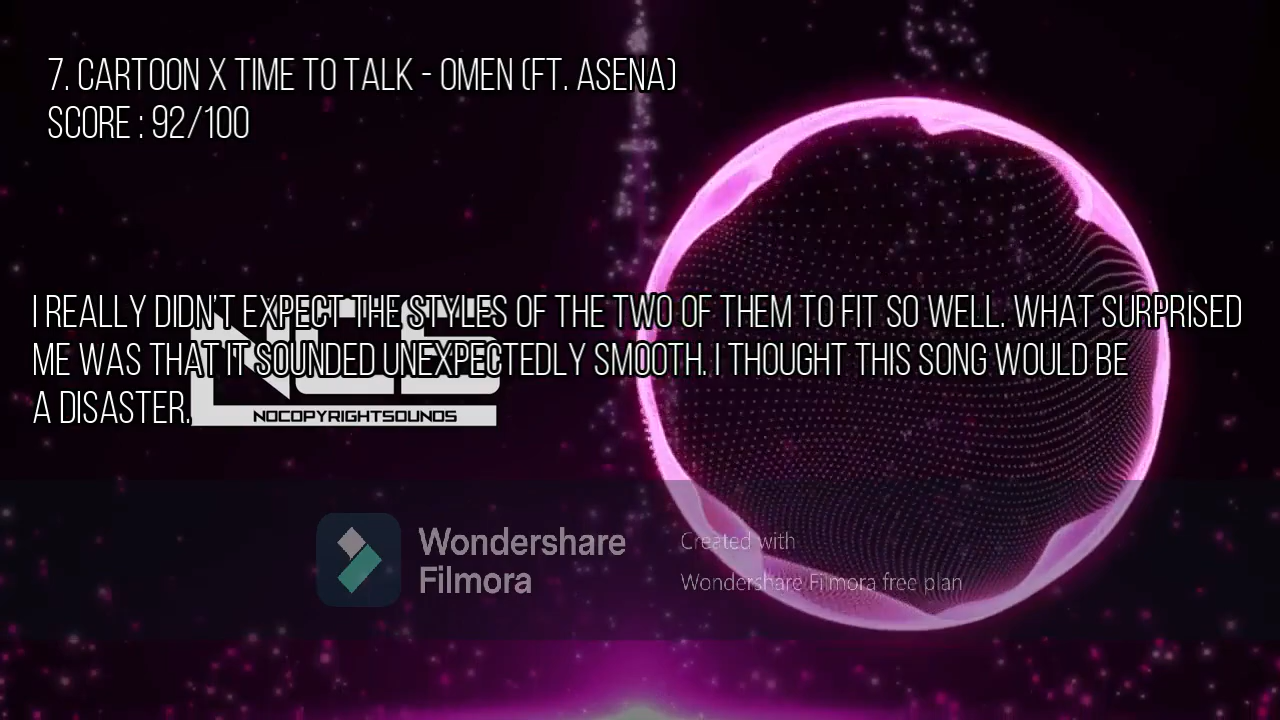 7. CARTOON X TIME TO TALK - OMEN (FT. ASENA)
SCORE : 92/100
I REALLY DIDN'T EXPECT THE STYLES OF THE TWO OF THEM TO FIT SO WELL. WHAT SURPRISED
ME WAS THAT IT SOUNDED UNEXPECTEDLY SMOOTH. I THOUGHT THIS SONG WOULD BE
A DISASTER.
NCS
NOCOPYRIGHTSOUNDS
Wondershare
Filmora
Created with
Wondershare Filmora free plan